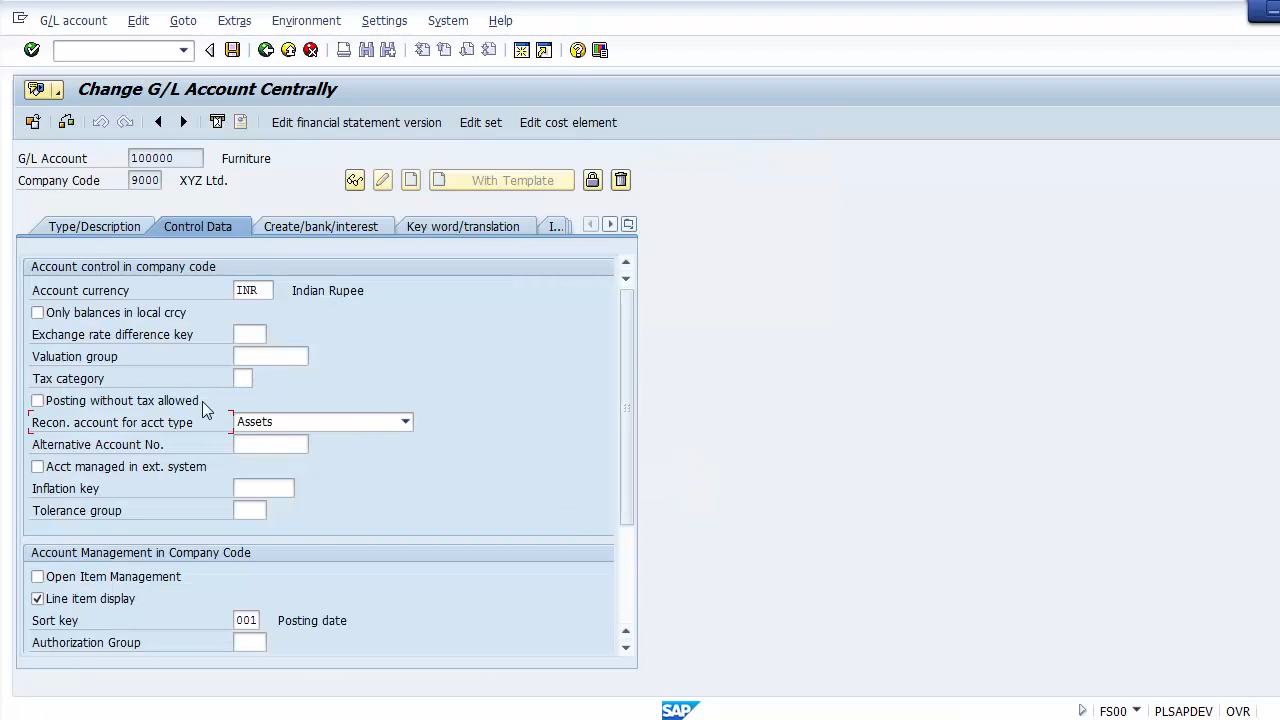 G/L account Edit Goto Extras Environment Settings System Help
Change G/L Account Centrally
Edit financial statement version Edit set Edit cost element
G/L Account 100000 Furniture
Company Code 9000 XYZ Ltd. With Template
Type/Description Control Data Create/bank/interest Key word/translation I...
Account control in company code
Account currency INR Indian Rupee
Only balances in local crcy
Exchange rate difference key
Valuation group
Tax category
Posting without tax allowed
Recon. account for acct type Assets
Alternative Account No.
Acct managed in ext. system
Inflation key
Tolerance group
Account Management in Company Code
Open Item Management
Line item display
Sort key 001 Posting date
Authorization Group
SAP FS00 PLSAPDEV OVR